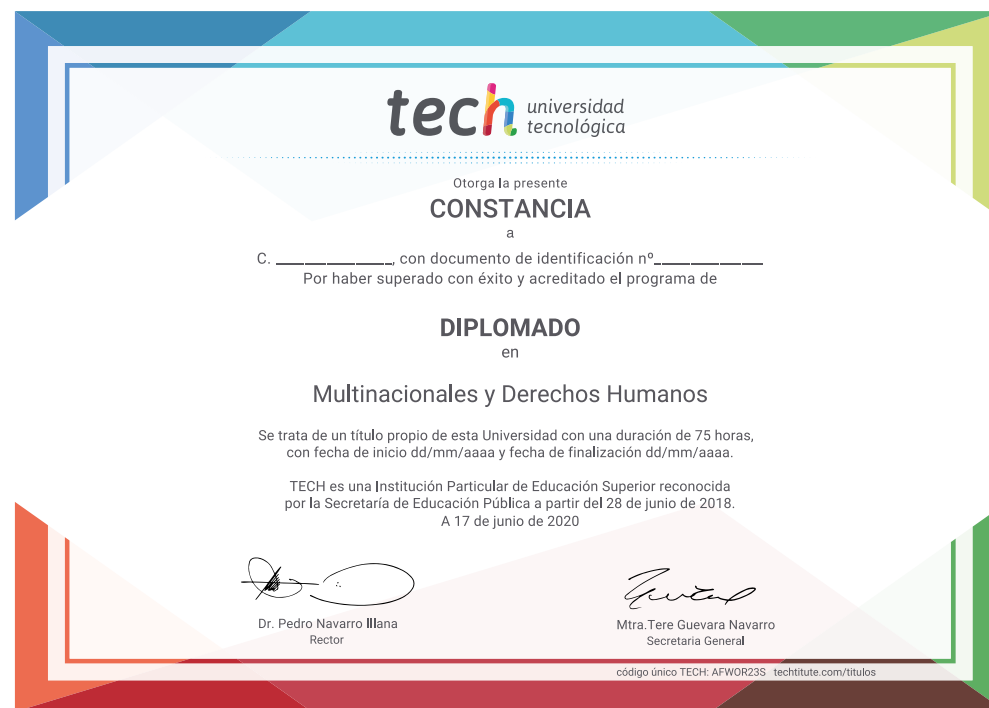 tech universidad
tecnológica
Otorga la presente
CONSTANCIA
a
C. ______________, con documento de identificación nº______________
Por haber superado con éxito y acreditado el programa de
DIPLOMADO
en
Multinacionales y Derechos Humanos
Se trata de un título propio de esta Universidad con una duración de 75 horas,
con fecha de inicio dd/mm/aaaa y fecha de finalización dd/mm/aaaa.
TECH es una Institución Particular de Educación Superior reconocida
por la Secretaría de Educación Pública a partir del 28 de junio de 2018.
A 17 de junio de 2020
Dr. Pedro Navarro Illana
Rector
Mtra.Tere Guevara Navarro
Secretaria General
código único TECH: AFWOR23S techtitute.com/titulos